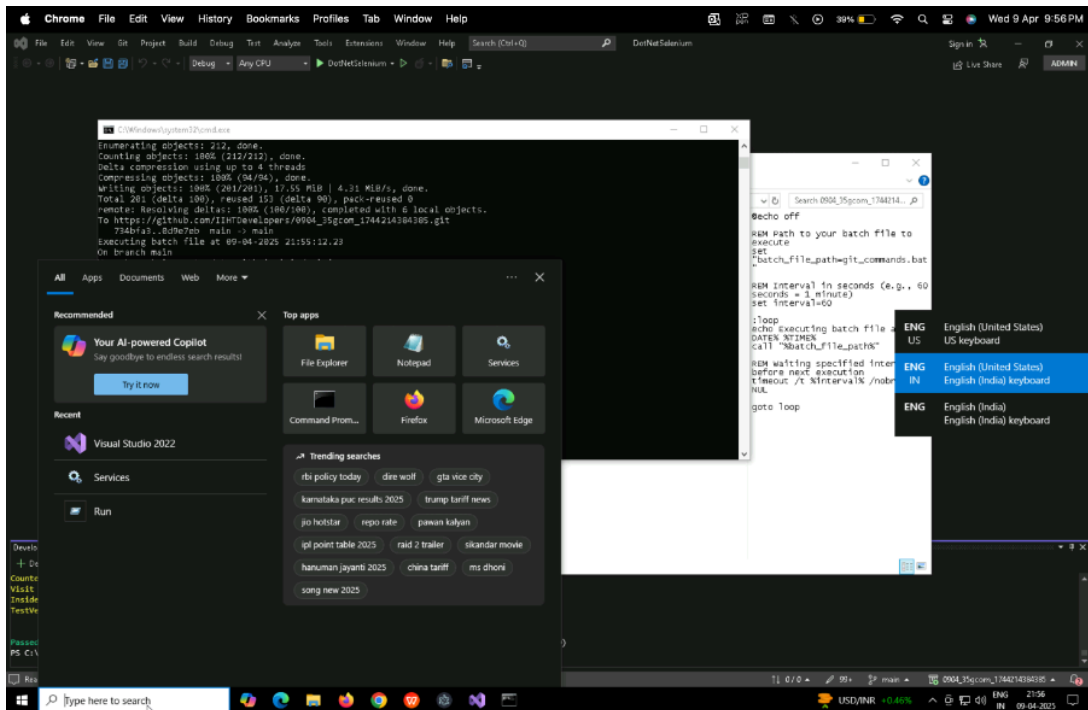 Chrome File Edit View History Bookmarks Profiles Tab Window Help
39%
Wed 9 Apr 9:56 PM
File Edit View Git Project Build Debug Test Analyze Tools Extensions Window Help Search (Ctrl+Q) DotNetSelenium Sign in
Debug Any CPU DotNetSelenium Live Share ADMIN
C:\Windows\system32\cmd.exe
Enumerating objects: 212, done.
Counting objects: 100% (212/212), done.
Delta compression using up to 4 threads
Compressing objects: 100% (94/94), done.
Writing objects: 100% (201/201), 17.55 MiB | 4.31 MiB/s, done.
Total 201 (delta 100), reused 153 (delta 90), pack-reused 0
remote: Resolving deltas: 100% (100/100), completed with 6 local objects.
To https://github.com/IIHTDevelopers/0904_35gcom_1744214384385.git
734bfa3..8d9e7eb main -> main
Executing batch file at 09-04-2025 21:55:12.23
On branch main
Search 0904_35gcom_1744214...
@echo off
REM Path to your batch file to
execute
set
"batch_file_path=git_commands.bat
"
REM Interval in seconds (e.g., 60
seconds = 1 minute)
set interval=60
:loop
echo Executing batch file a
DATE% %TIME%
call "%batch_file_path%"
REM Waiting specified inter
before next execution
timeout /t %interval% /nobr
NUL
goto loop
ENG English (United States)
US US keyboard
ENG English (United States)
IN English (India) keyboard
ENG English (India)
English (India) keyboard
All Apps Documents Web More
Recommended
Your AI-powered Copilot
Say goodbye to endless search results!
Try it now
Recent
Visual Studio 2022
Services
Run
Top apps
File Explorer Notepad Services
Command Prom... Firefox Microsoft Edge
Trending searches
rbi policy today dire wolf gta vice city
karnataka puc results 2025 trump tariff news
jio hotstar repo rate pawan kalyan
ipl point table 2025 raid 2 trailer sikandar movie
hanuman jayanti 2025 china tariff ms dhoni
song new 2025
Develo
+ De
Counte
Visit
Inside
TestVe
Passed
PS C:\
Rea
0 / 0 99+ main 0904_35gcom_1744214384385
Type here to search
USD/INR +0.46% ENG IN 21:56 09-04-2025